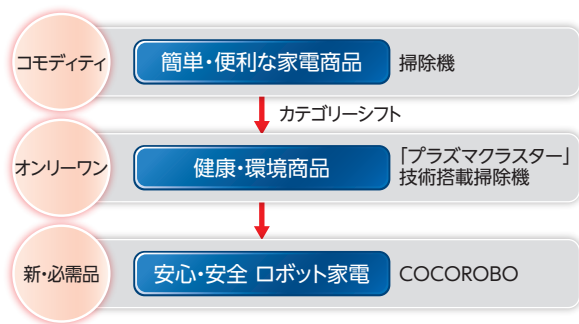 コモディティ
簡単・便利な家電商品
掃除機
カテゴリーシフト
オンリーワン
健康・環境商品
「プラズマクラスター」
技術搭載掃除機
新・必需品
安心・安全 ロボット家電
COCOROBO